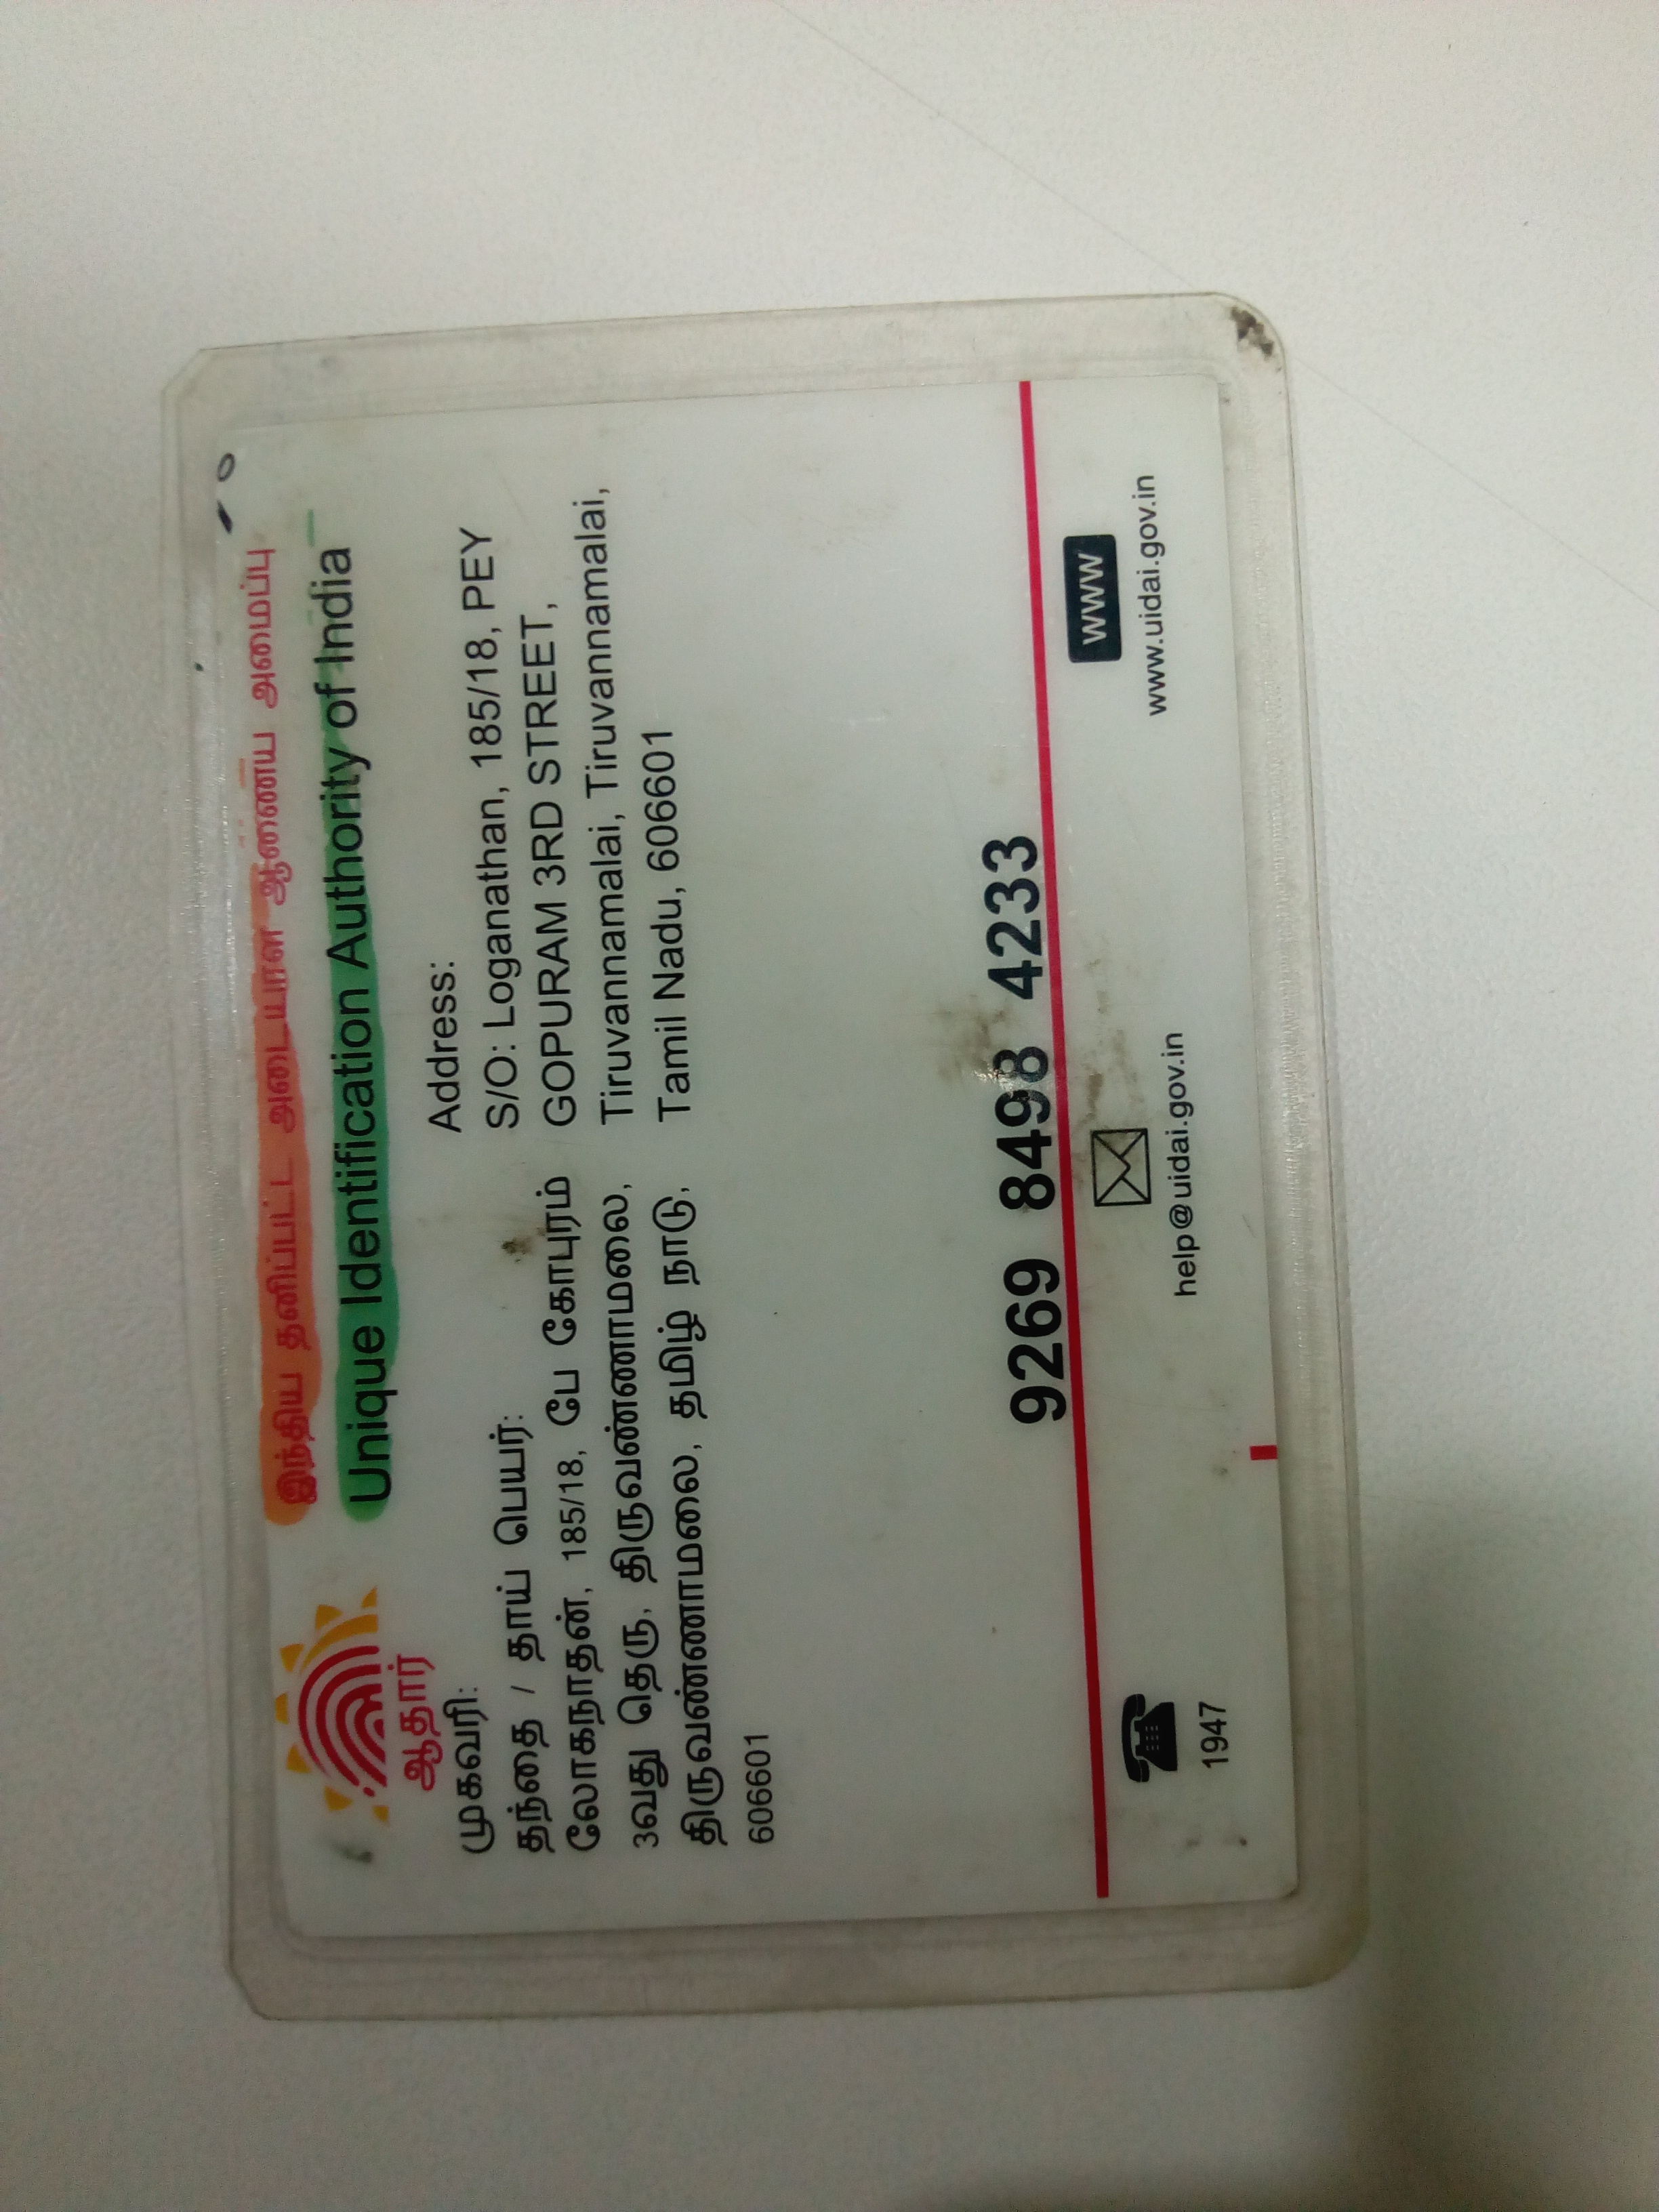 இந்திய தனிப்பட்ட அடையாள ஆணைய அமைப்பு
Unique Identification Authority of India
ஆதார்
முகவரி:
தந்தை / தாய் பெயர்:
லோகநாதன், 185/18, பே கோபுரம்
3வது தெரு, திருவண்ணாமலை,
திருவண்ணாமலை, தமிழ் நாடு,
606601
Address:
S/O: Loganathan, 185/18, PEY
GOPURAM 3RD STREET,
Tiruvannamalai, Tiruvannamalai,
Tamil Nadu, 606601
9269 8498 4233
1947
help@uidai.gov.in
www
www.uidai.gov.in